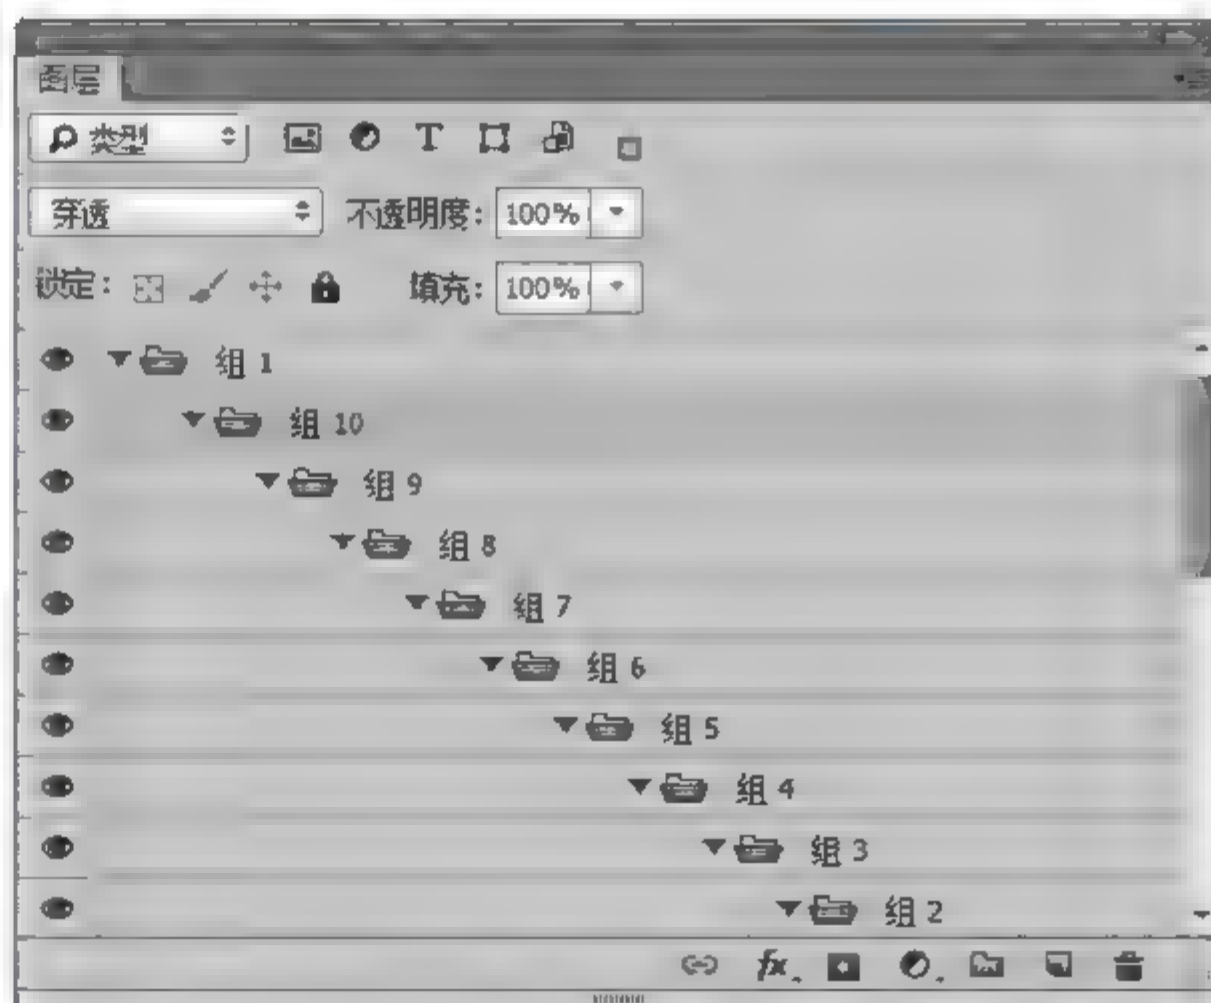 图层
类型 T
穿透 不透明度: 100%
锁定: 填充: 100%
组 1
组 10
组 9
组 8
组 7
组 6
组 5
组 4
组 3
组 2
fx